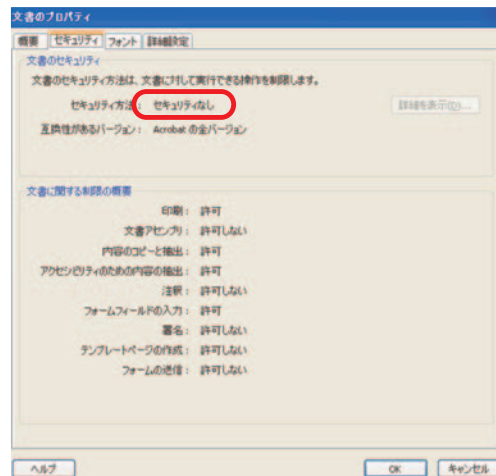 文書のプロパティ
概要 セキュリティ フォント 詳細設定
文書のセキュリティ
文書のセキュリティ方法は、文書に対して実行できる操作を制限します。
セキュリティ方法： セキュリティなし
詳細を表示(D)...
互換性があるバージョン： Acrobat の全バージョン
文書に関する制限の概要
印刷： 許可
文書アセンブリ： 許可しない
内容のコピーと抽出： 許可
アクセシビリティのための内容の抽出： 許可
注釈： 許可しない
フォームフィールドの入力： 許可
署名： 許可しない
テンプレートページの作成： 許可しない
フォームの送信： 許可しない
ヘルプ OK キャンセル